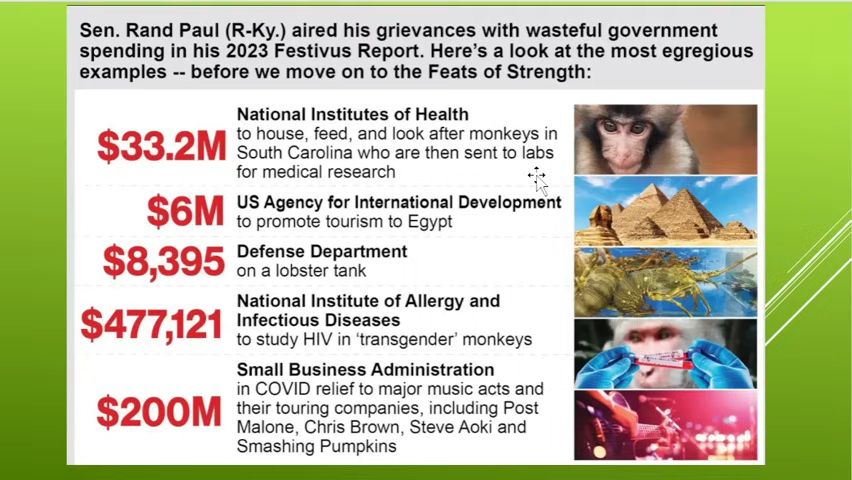 Sen. Rand Paul (R-Ky.) aired his grievances with wasteful government
spending in his 2023 Festivus Report. Here's a look at the most egregious
examples -- before we move on to the Feats of Strength:
$33.2M
National Institutes of Health
to house, feed, and look after monkeys in
South Carolina who are then sent to labs
for medical research
$6M
US Agency for International Development
to promote tourism to Egypt
$8,395
Defense Department
on a lobster tank
$477,121
National Institute of Allergy and
Infectious Diseases
to study HIV in 'transgender' monkeys
$200M
Small Business Administration
in COVID relief to major music acts and
their touring companies, including Post
Malone, Chris Brown, Steve Aoki and
Smashing Pumpkins